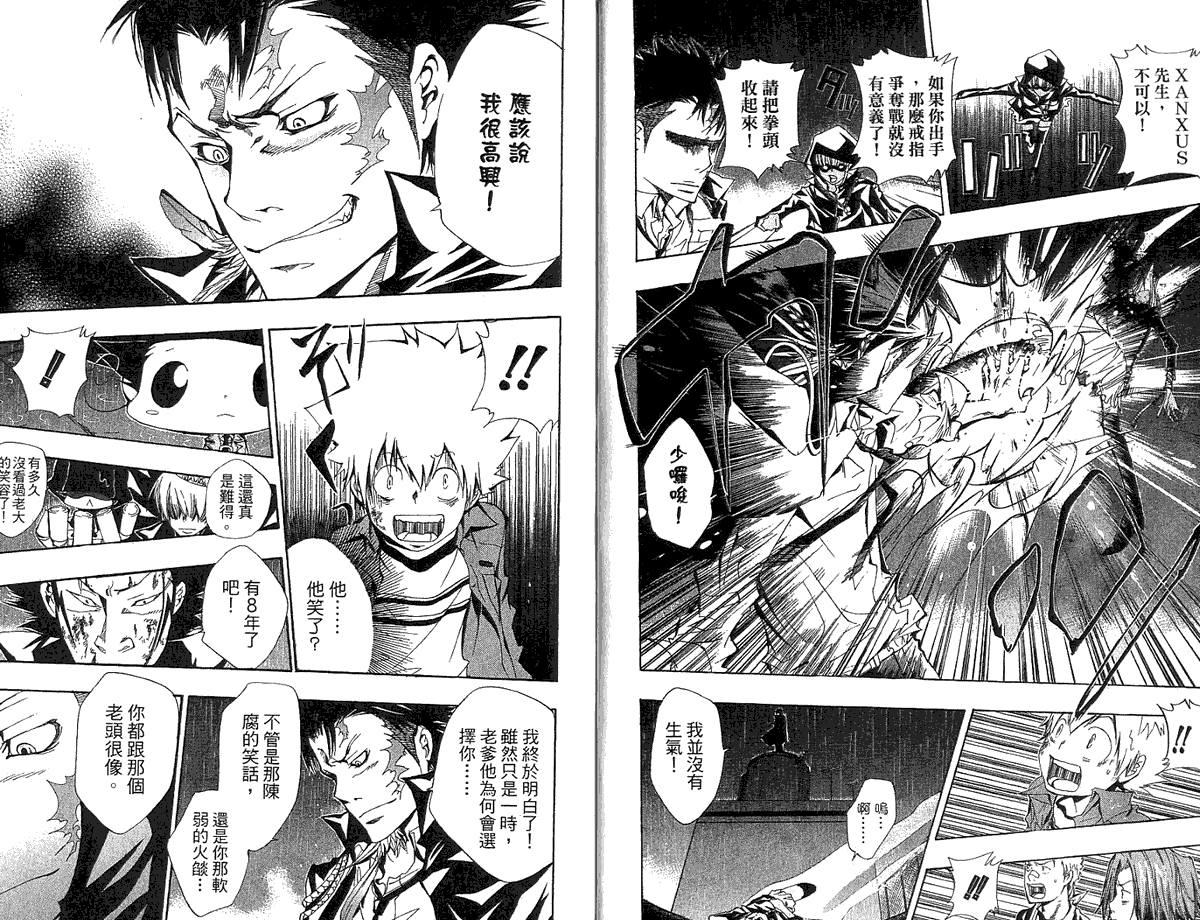 XANXUS
先生，
不可以！
如果你出手
，那麼戒指
爭奪戰就沒
有意義了！
請把拳頭
收起來！
少囉唆！
!!
!!
嗚
啊…
我並沒有
生氣！
應該說
我很高興！
!!
他……
他笑了？
!
這還真
是難得。
有多久
沒看過老大
的笑容了！
有8年了
吧！
我終於明白了！
雖然只是一時，
老爹他為何會選
擇你……
不管是那陳
腐的笑話，
還是你那軟
弱的火燄…
你都跟那個
老頭很像。